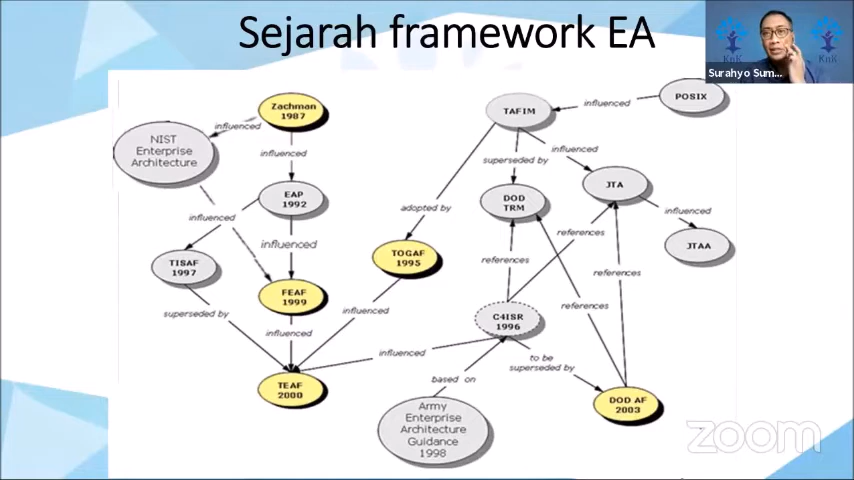 Sejarah framework EA
KnK
KnK
Surahyo Sum...
Zachman
1987
TAFIM
influenced
POSIX
influenced
NIST
Enterprise
Architecture
influenced
superseded by
influenced
EAP
1992
DOD
TRM
JTA
adopted by
influenced
influenced
influenced
references
JTAA
TISAF
1997
TOGAF
1995
references
references
FEAF
1999
superseded by
influenced
C4ISR
1996
references
influenced
influenced
to be
superseded by
based on
TEAF
2000
DOD AF
2003
Army
Enterprise
Architecture
Guidance
1998
zoom